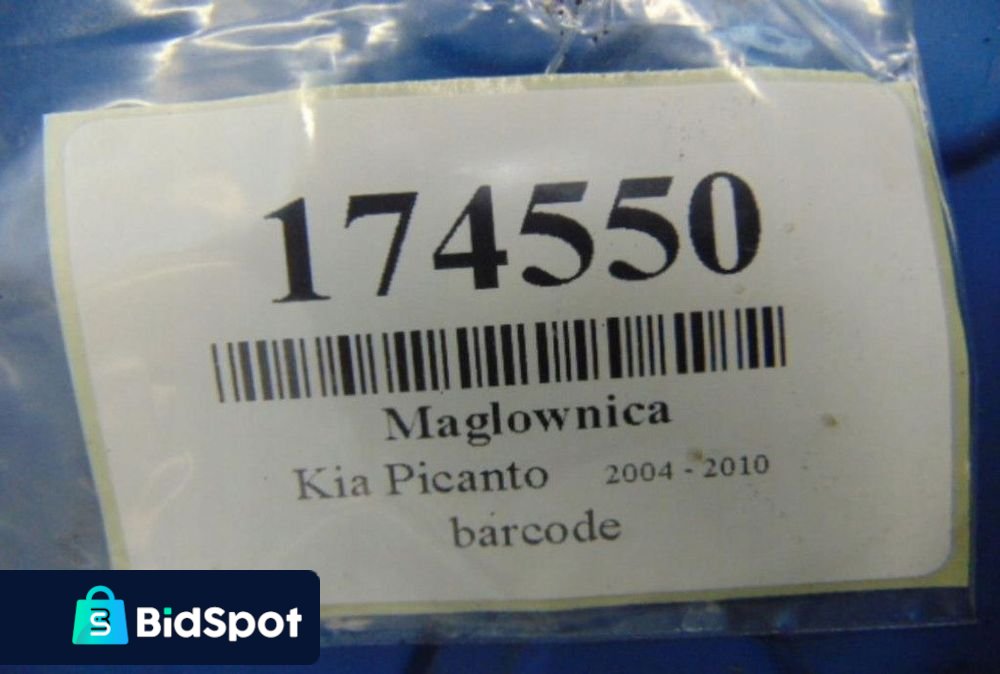 174550
Maglownica
Kia Picanto 2004 - 2010
barcode
BidSpot